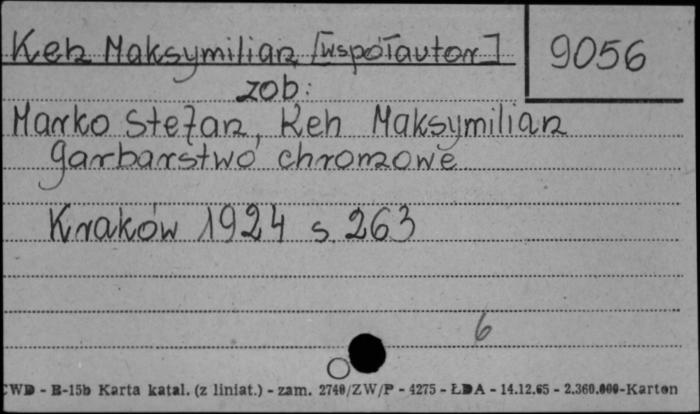 Keh Maksymilian [współautor]
9056
zob:
Marko Stefan, Keh Maksymilian
garbarstwo chromowe
Kraków 1924 s. 263
6
CWD - B-15b Karta katal. (z liniat.) - zam. 2740/ZW/P - 4275 - ŁDA - 14.12.65 - 2.360.000-Karton